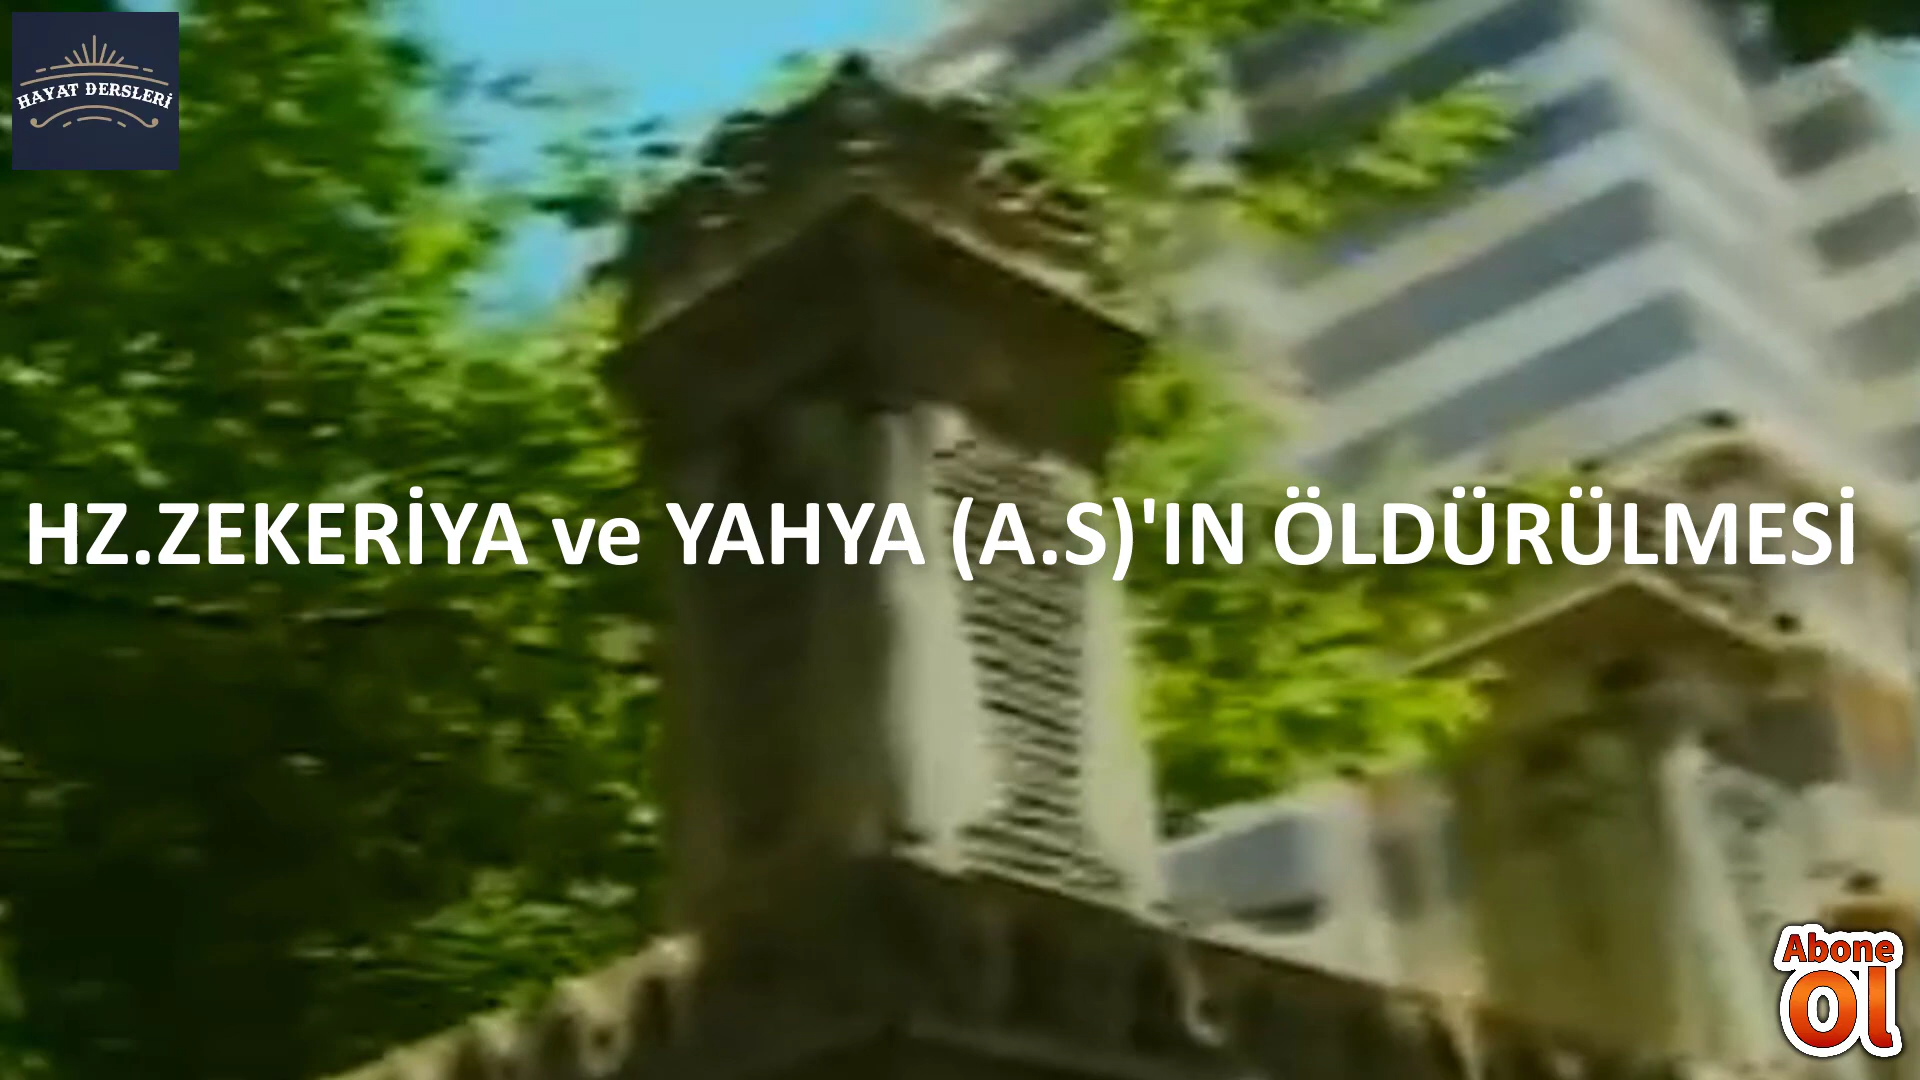 HAYAT DERSLERİ
HZ.ZEKERİYA ve YAHYA (A.S)'IN ÖLDÜRÜLMESİ
Abone
Ol